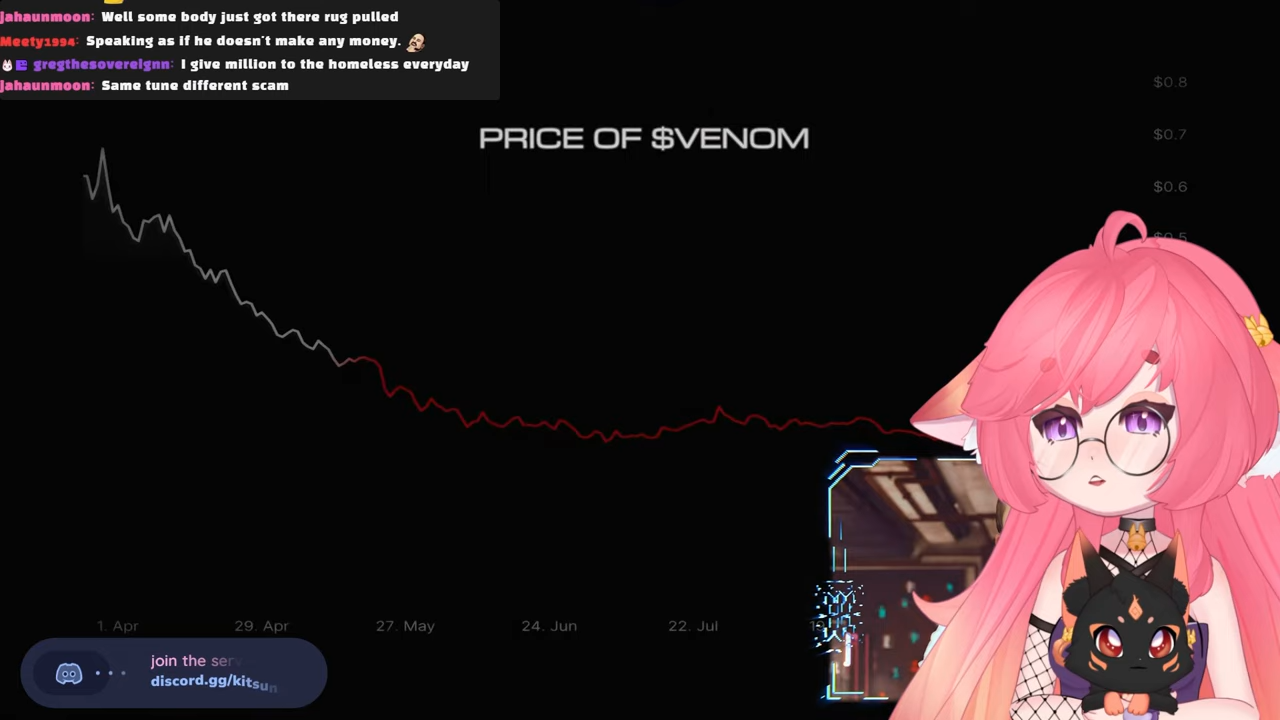 jahaunmoon: Well some body just got there rug pulled
Meety1994: Speaking as if he doesn't make any money.
gregthesovereignn: I give million to the homeless everyday
jahaunmoon: Same tune different scam
PRICE OF $VENOM
$0.8
$0.7
$0.6
$0.5
1. Apr
29. Apr
27. May
24. Jun
22. Jul
join the ser
discord.gg/kitsun